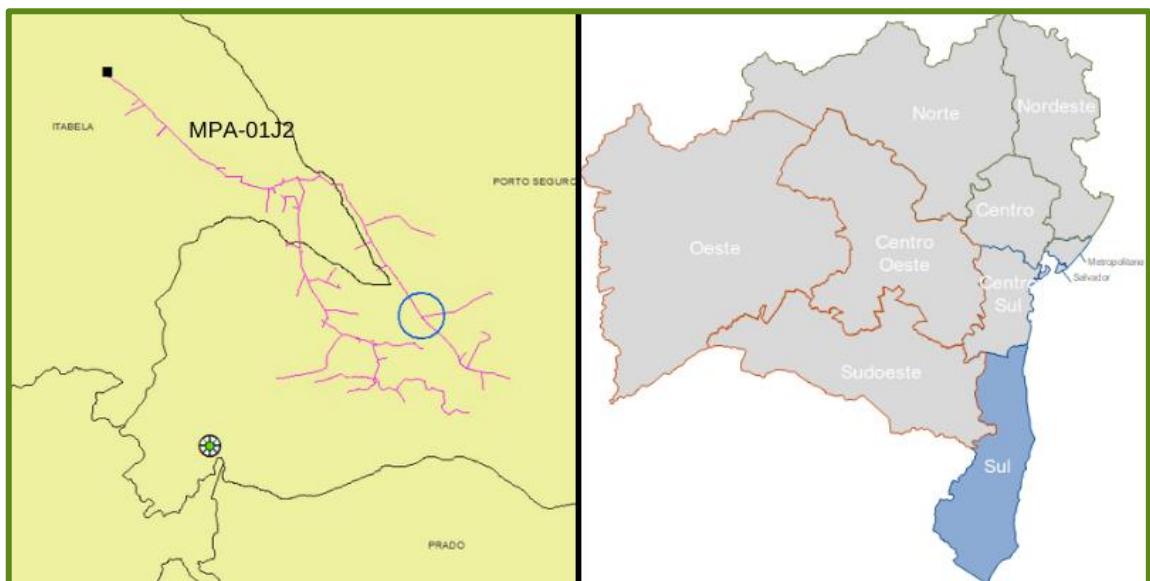 MPA-01J2
ITABELA
PORTO SEGURO
PRADO
Norte
Nordeste
Centro
Oeste
Centro
Oeste
Metropolitana
Salvador
Centro
Sul
Sudoeste
Sul